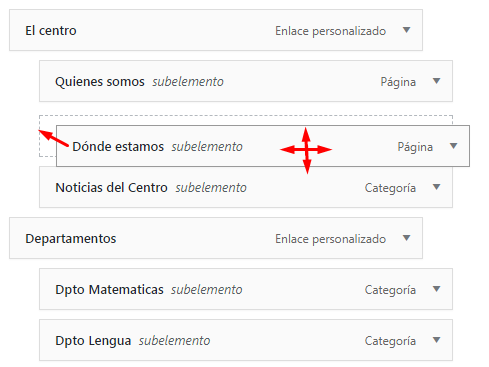 El centro Enlace personalizado
Quienes somos subelemento Página
Dónde estamos subelemento Página
Noticias del Centro subelemento Categoría
Departamentos Enlace personalizado
Dpto Matematicas subelemento Categoría
Dpto Lengua subelemento Categoría